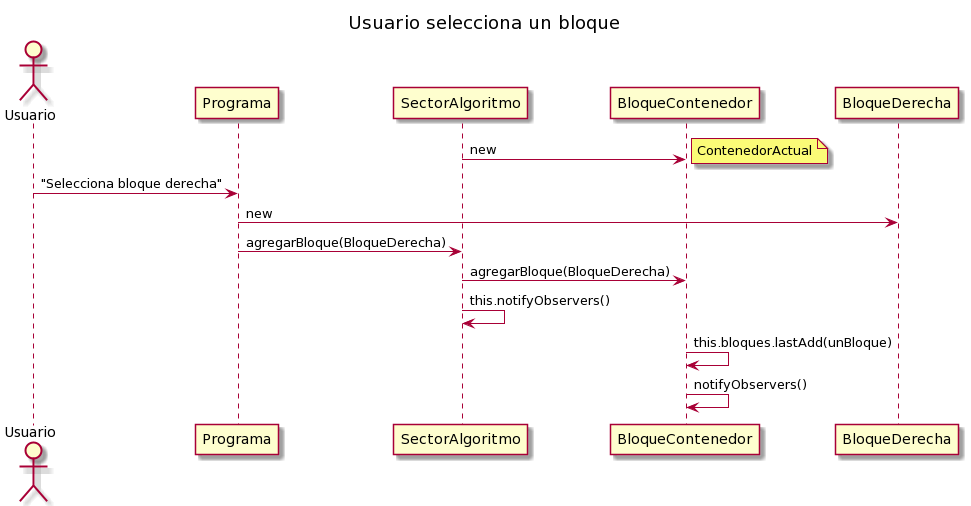 Usuario selecciona un bloque
Usuario
Programa
SectorAlgoritmo
BloqueContenedor
BloqueDerecha
new
ContenedorActual
"Selecciona bloque derecha"
new
agregarBloque(BloqueDerecha)
agregarBloque(BloqueDerecha)
this.notifyObservers()
this.bloques.lastAdd(unBloque)
notifyObservers()
Usuario
Programa
SectorAlgoritmo
BloqueContenedor
BloqueDerecha